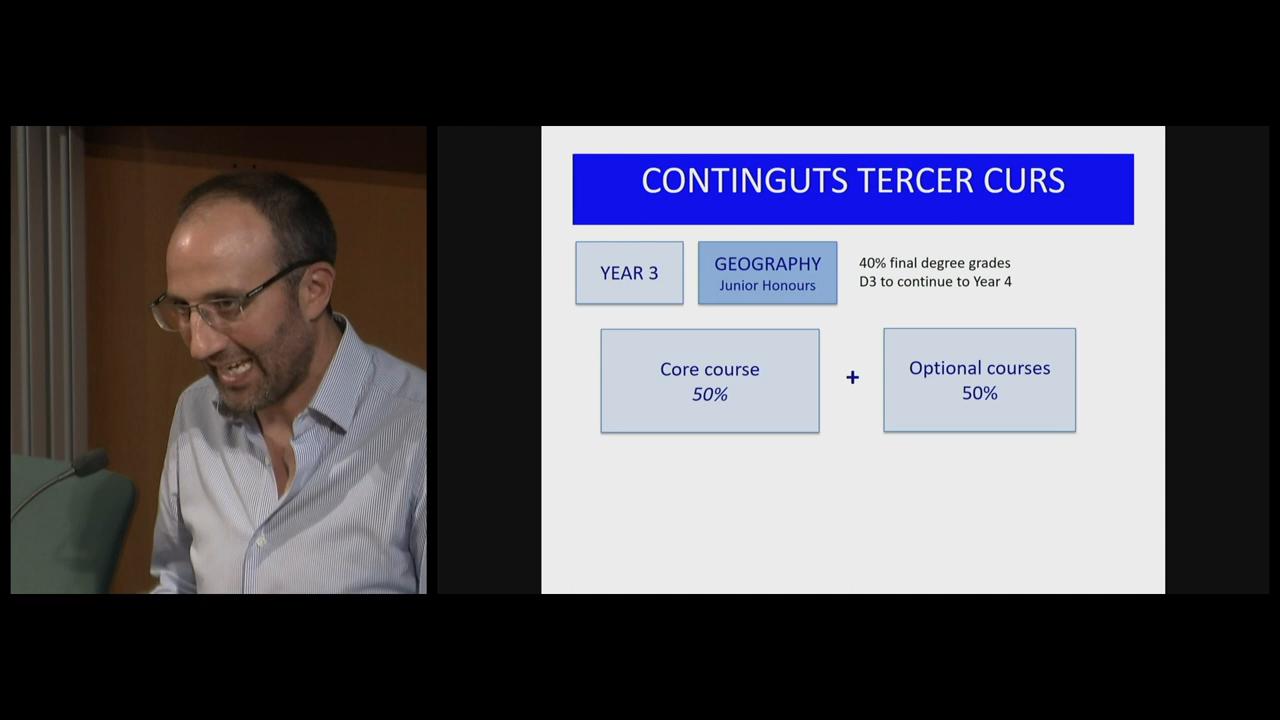 CONTINGUTS TERCER CURS
YEAR 3
GEOGRAPHY
Junior Honours
40% final degree grades
D3 to continue to Year 4
Core course
50%
+
Optional courses
50%